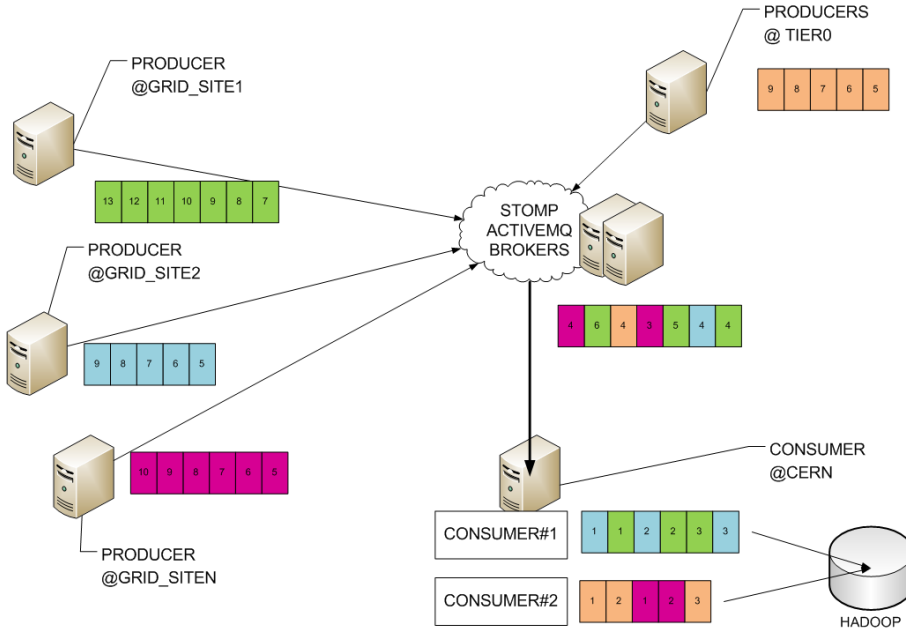 PRODUCERS
@ TIER0
PRODUCER
@GRID_SITE1
9 8 7 6 5
13 12 11 10 9 8 7
STOMP
ACTIVEMQ
BROKERS
PRODUCER
@GRID_SITE2
4 6 4 3 5 4 4
9 8 7 6 5
10 9 8 7 6 5
CONSUMER
@CERN
CONSUMER#1
1 1 2 2 3 3
PRODUCER
@GRID_SITEN
CONSUMER#2
1 2 1 2 3
HADOOP